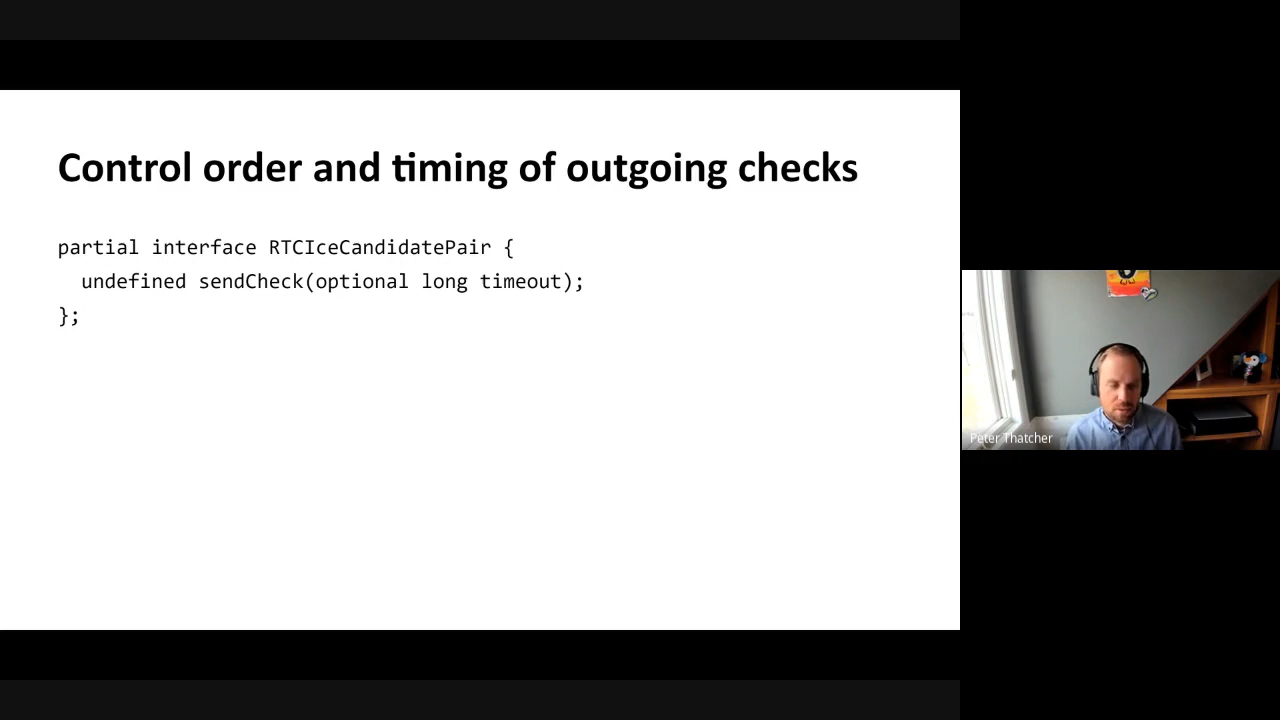 Control order and timing of outgoing checks
partial interface RTCIceCandidatePair {
  undefined sendCheck(optional long timeout);
};
Peter Thatcher